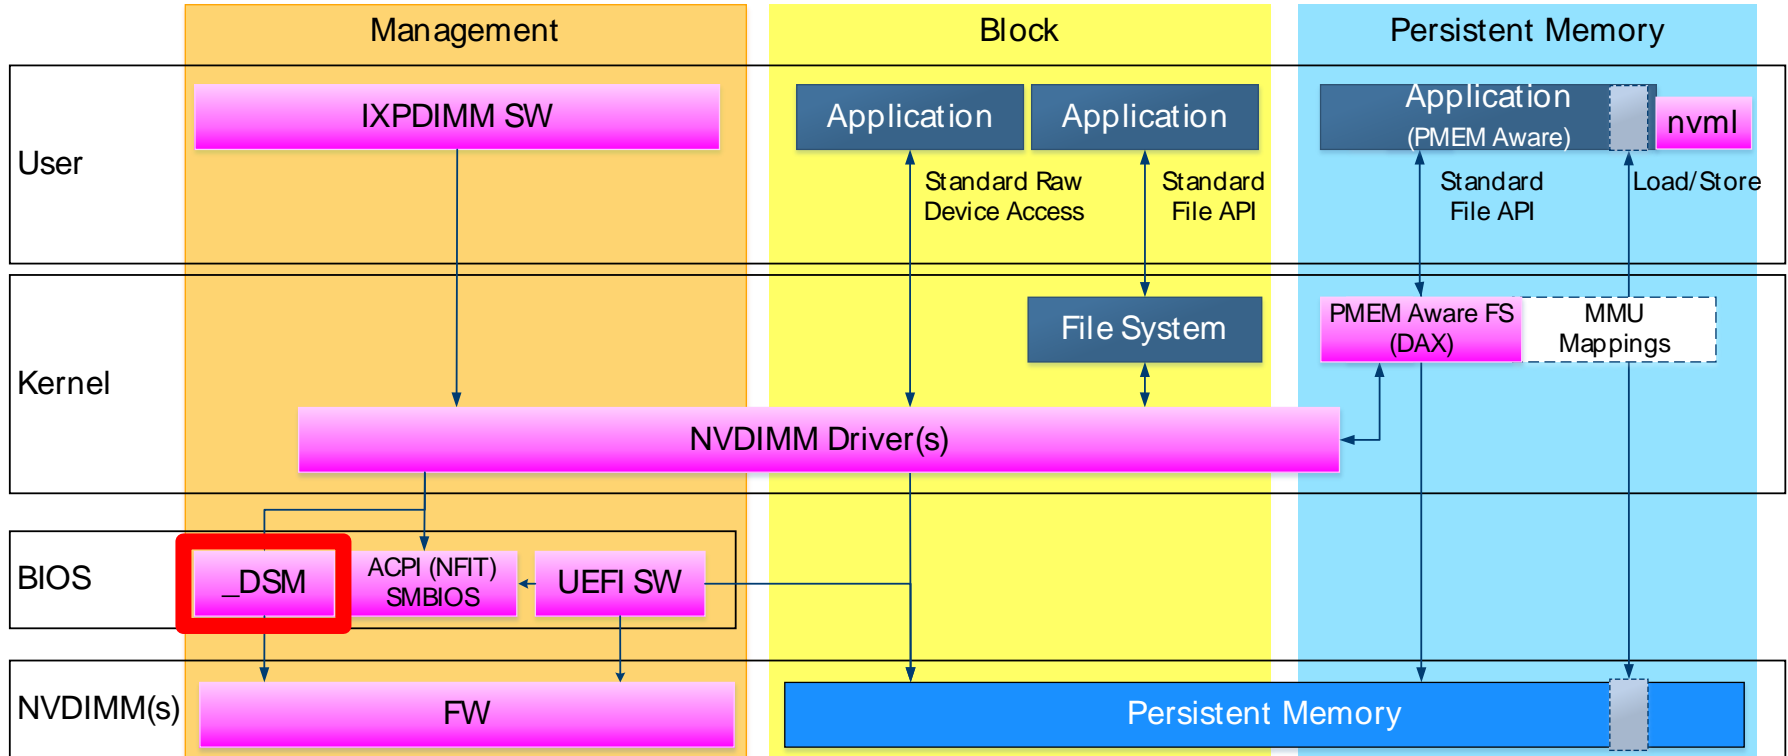 Management
Block
Persistent Memory
User
IXPDIMM SW
Application
Application
Application
(PMEM Aware)
nvml
Standard Raw
Device Access
Standard
File API
Standard
File API
Load/Store
Kernel
File System
PMEM Aware FS
(DAX)
MMU
Mappings
NVDIMM Driver(s)
BIOS
_DSM
ACPI (NFIT)
SMBIOS
UEFI SW
NVDIMM(s)
FW
Persistent Memory